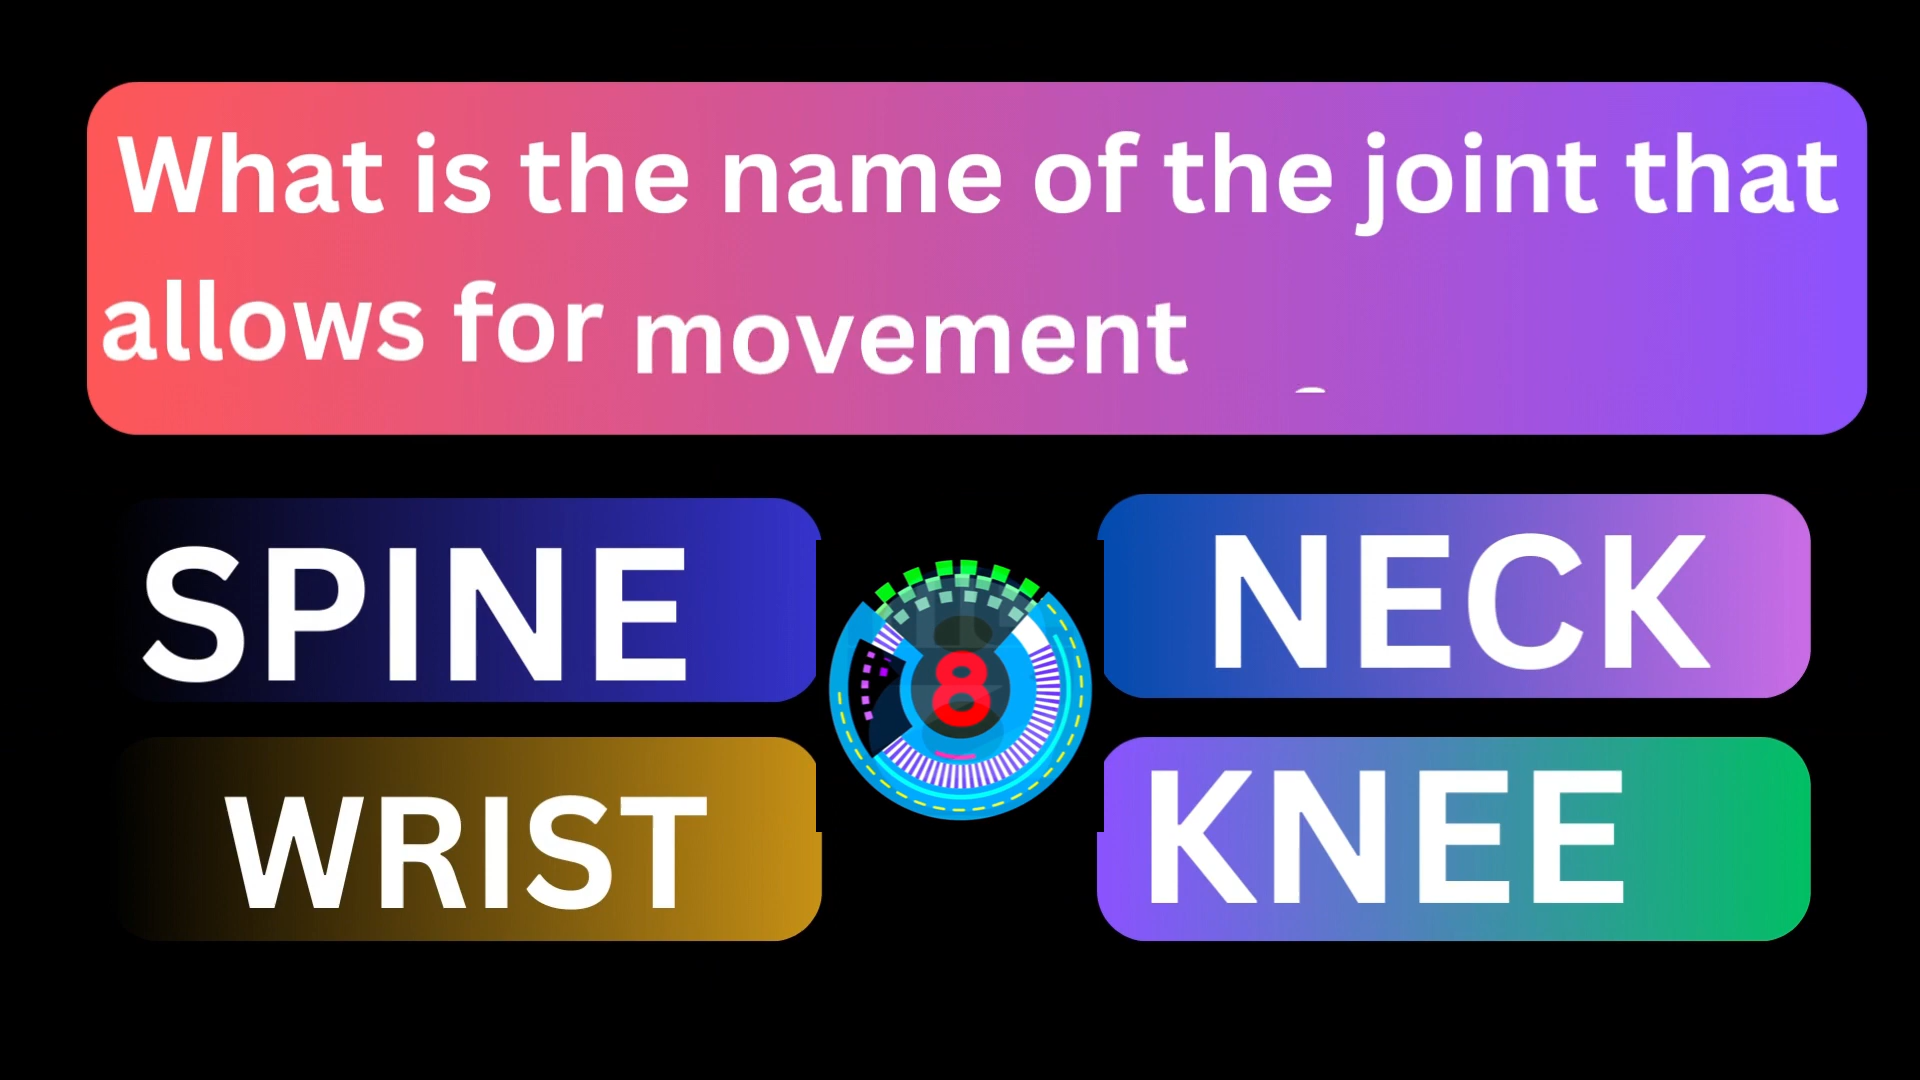 What is the name of the joint that
allows for movement
SPINE
NECK
8
WRIST
KNEE